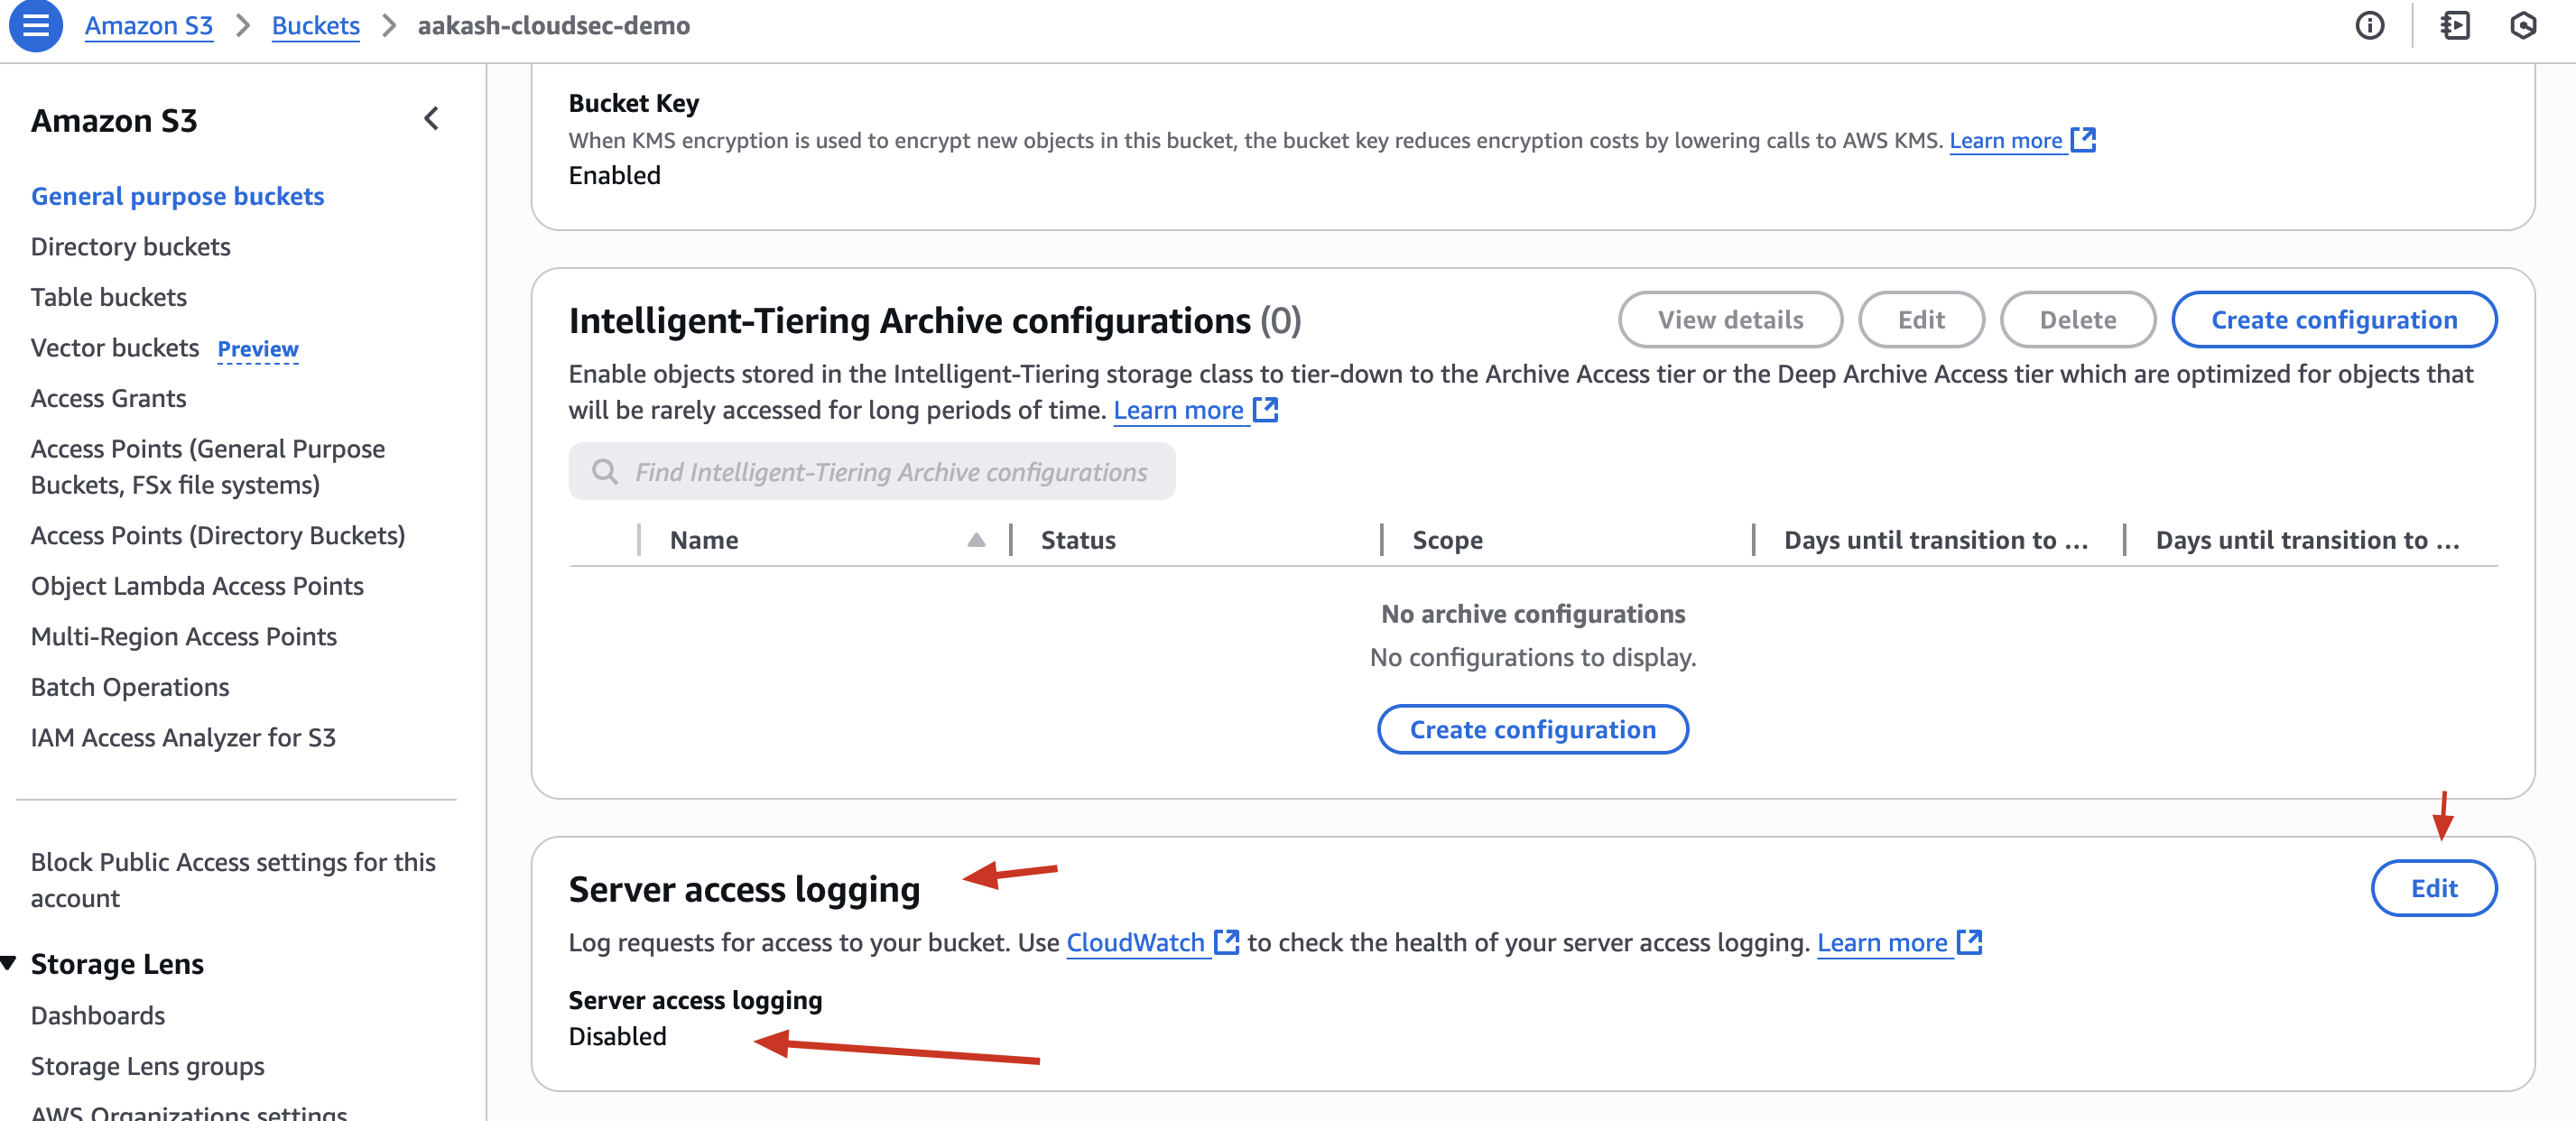 Amazon S3 > Buckets > aakash-cloudsec-demo
Amazon S3
General purpose buckets
Directory buckets
Table buckets
Vector buckets Preview
Access Grants
Access Points (General Purpose
Buckets, FSx file systems)
Access Points (Directory Buckets)
Object Lambda Access Points
Multi-Region Access Points
Batch Operations
IAM Access Analyzer for S3
Block Public Access settings for this
account
Storage Lens
Dashboards
Storage Lens groups
AWS Organizations settings
Bucket Key
When KMS encryption is used to encrypt new objects in this bucket, the bucket key reduces encryption costs by lowering calls to AWS KMS. Learn more
Enabled
Intelligent-Tiering Archive configurations (0)
View details
Edit
Delete
Create configuration
Enable objects stored in the Intelligent-Tiering storage class to tier-down to the Archive Access tier or the Deep Archive Access tier which are optimized for objects that
will be rarely accessed for long periods of time. Learn more
Find Intelligent-Tiering Archive configurations
Name Status Scope Days until transition to ... Days until transition to ...
No archive configurations
No configurations to display.
Create configuration
Server access logging
Edit
Log requests for access to your bucket. Use CloudWatch to check the health of your server access logging. Learn more
Server access logging
Disabled